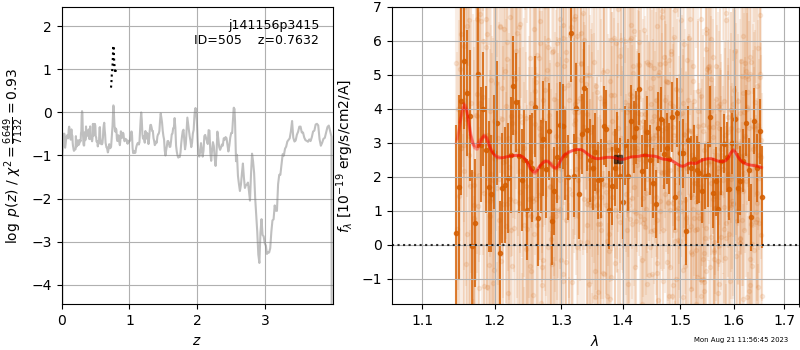 j141156p3415
ID=505 z=0.7632
log p(z) / χ² = 6649/7132 = 0.93
2
1
0
−1
−2
−3
−4
0 1 2 3
z
f_λ [10⁻¹⁹ erg/s/cm2/A]
7
6
5
4
3
2
1
0
−1
1.1 1.2 1.3 1.4 1.5 1.6 1.7
λ
Mon Aug 21 11:56:45 2023